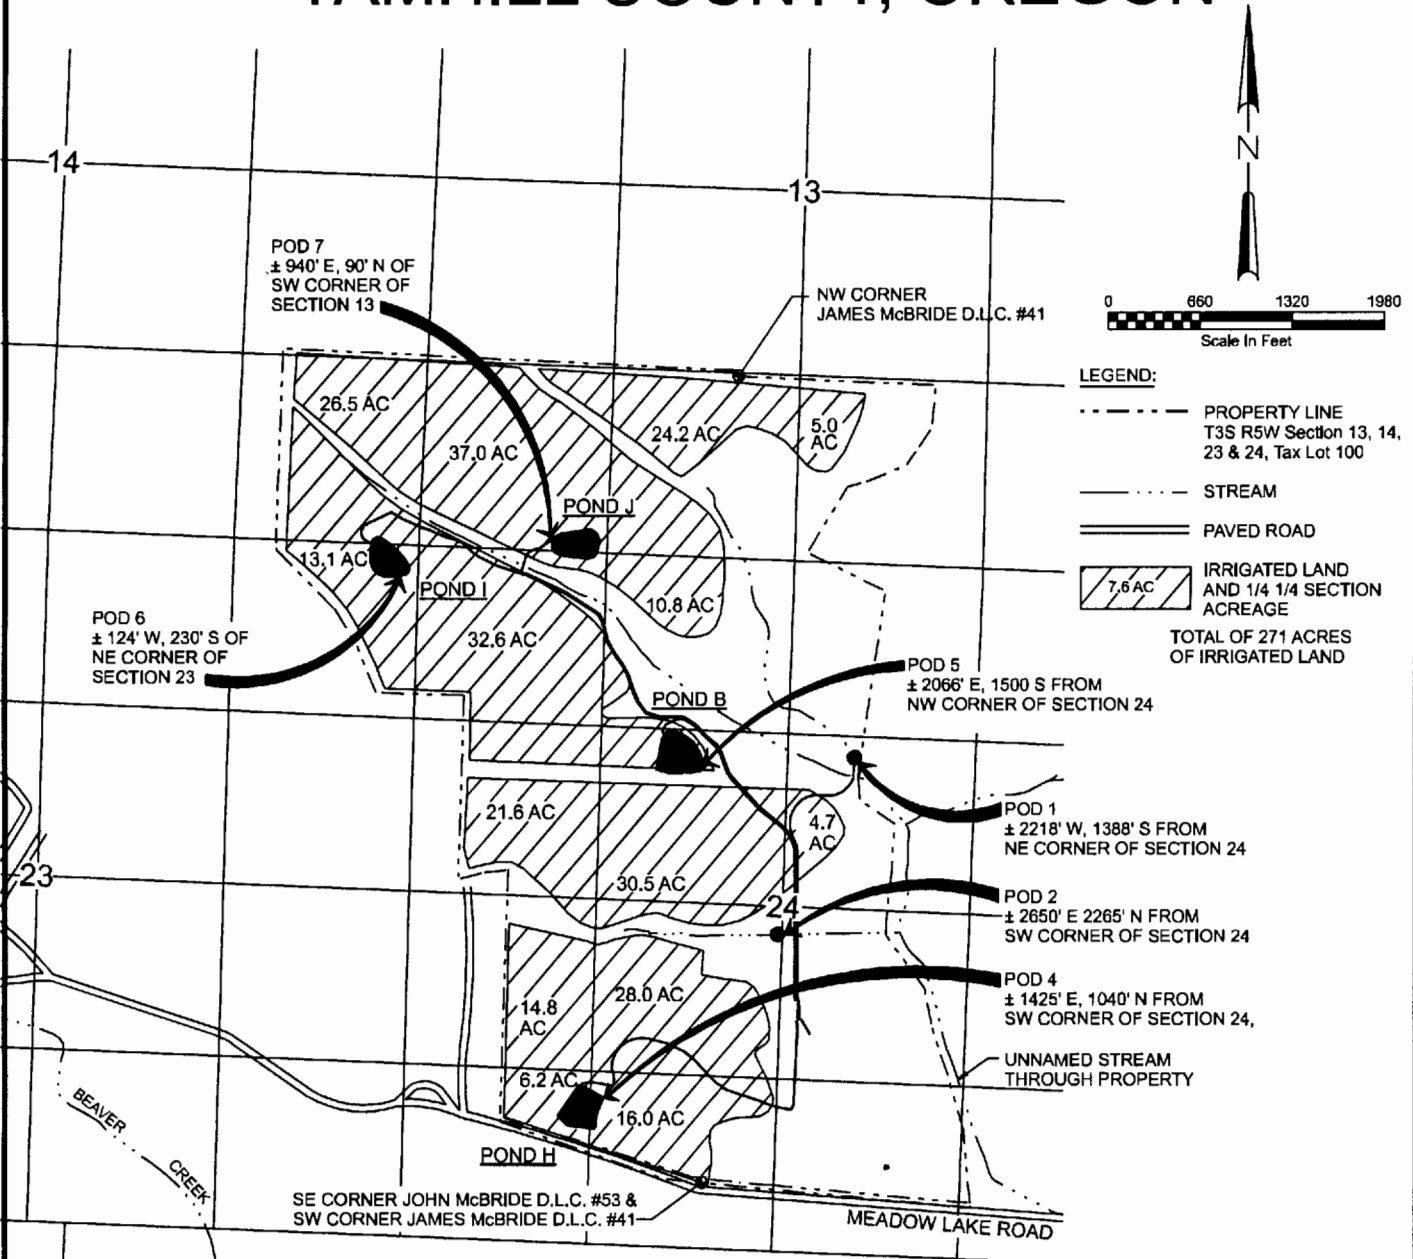 YAMHILL COUNTY, OREGON
14
13
N
POD 7
± 940' E, 90' N OF
SW CORNER OF
SECTION 13
NW CORNER
JAMES McBRIDE D.L.C. #41
0 660 1320 1980
Scale In Feet
LEGEND:
PROPERTY LINE
T3S R5W Section 13, 14,
23 & 24, Tax Lot 100
STREAM
PAVED ROAD
7.6 AC
IRRIGATED LAND
AND 1/4 1/4 SECTION
ACREAGE
TOTAL OF 271 ACRES
OF IRRIGATED LAND
26.5 AC
37.0 AC
24.2 AC
5.0
AC
POND J
13.1 AC
POND I
10.8 AC
POD 6
± 124' W, 230' S OF
NE CORNER OF
SECTION 23
32.6 AC
POND B
POD 5
± 2066' E, 1500 S FROM
NW CORNER OF SECTION 24
21.6 AC
4.7
AC
POD 1
± 2218' W, 1388' S FROM
NE CORNER OF SECTION 24
23
30.5 AC
24
POD 2
± 2650' E 2265' N FROM
SW CORNER OF SECTION 24
POD 4
± 1425' E, 1040' N FROM
SW CORNER OF SECTION 24,
28.0 AC
14.8
AC
UNNAMED STREAM
THROUGH PROPERTY
6.2 AC
16.0 AC
BEAVER
CREEK
POND H
SE CORNER JOHN McBRIDE D.L.C. #53 &
SW CORNER JAMES McBRIDE D.L.C. #41
MEADOW LAKE ROAD